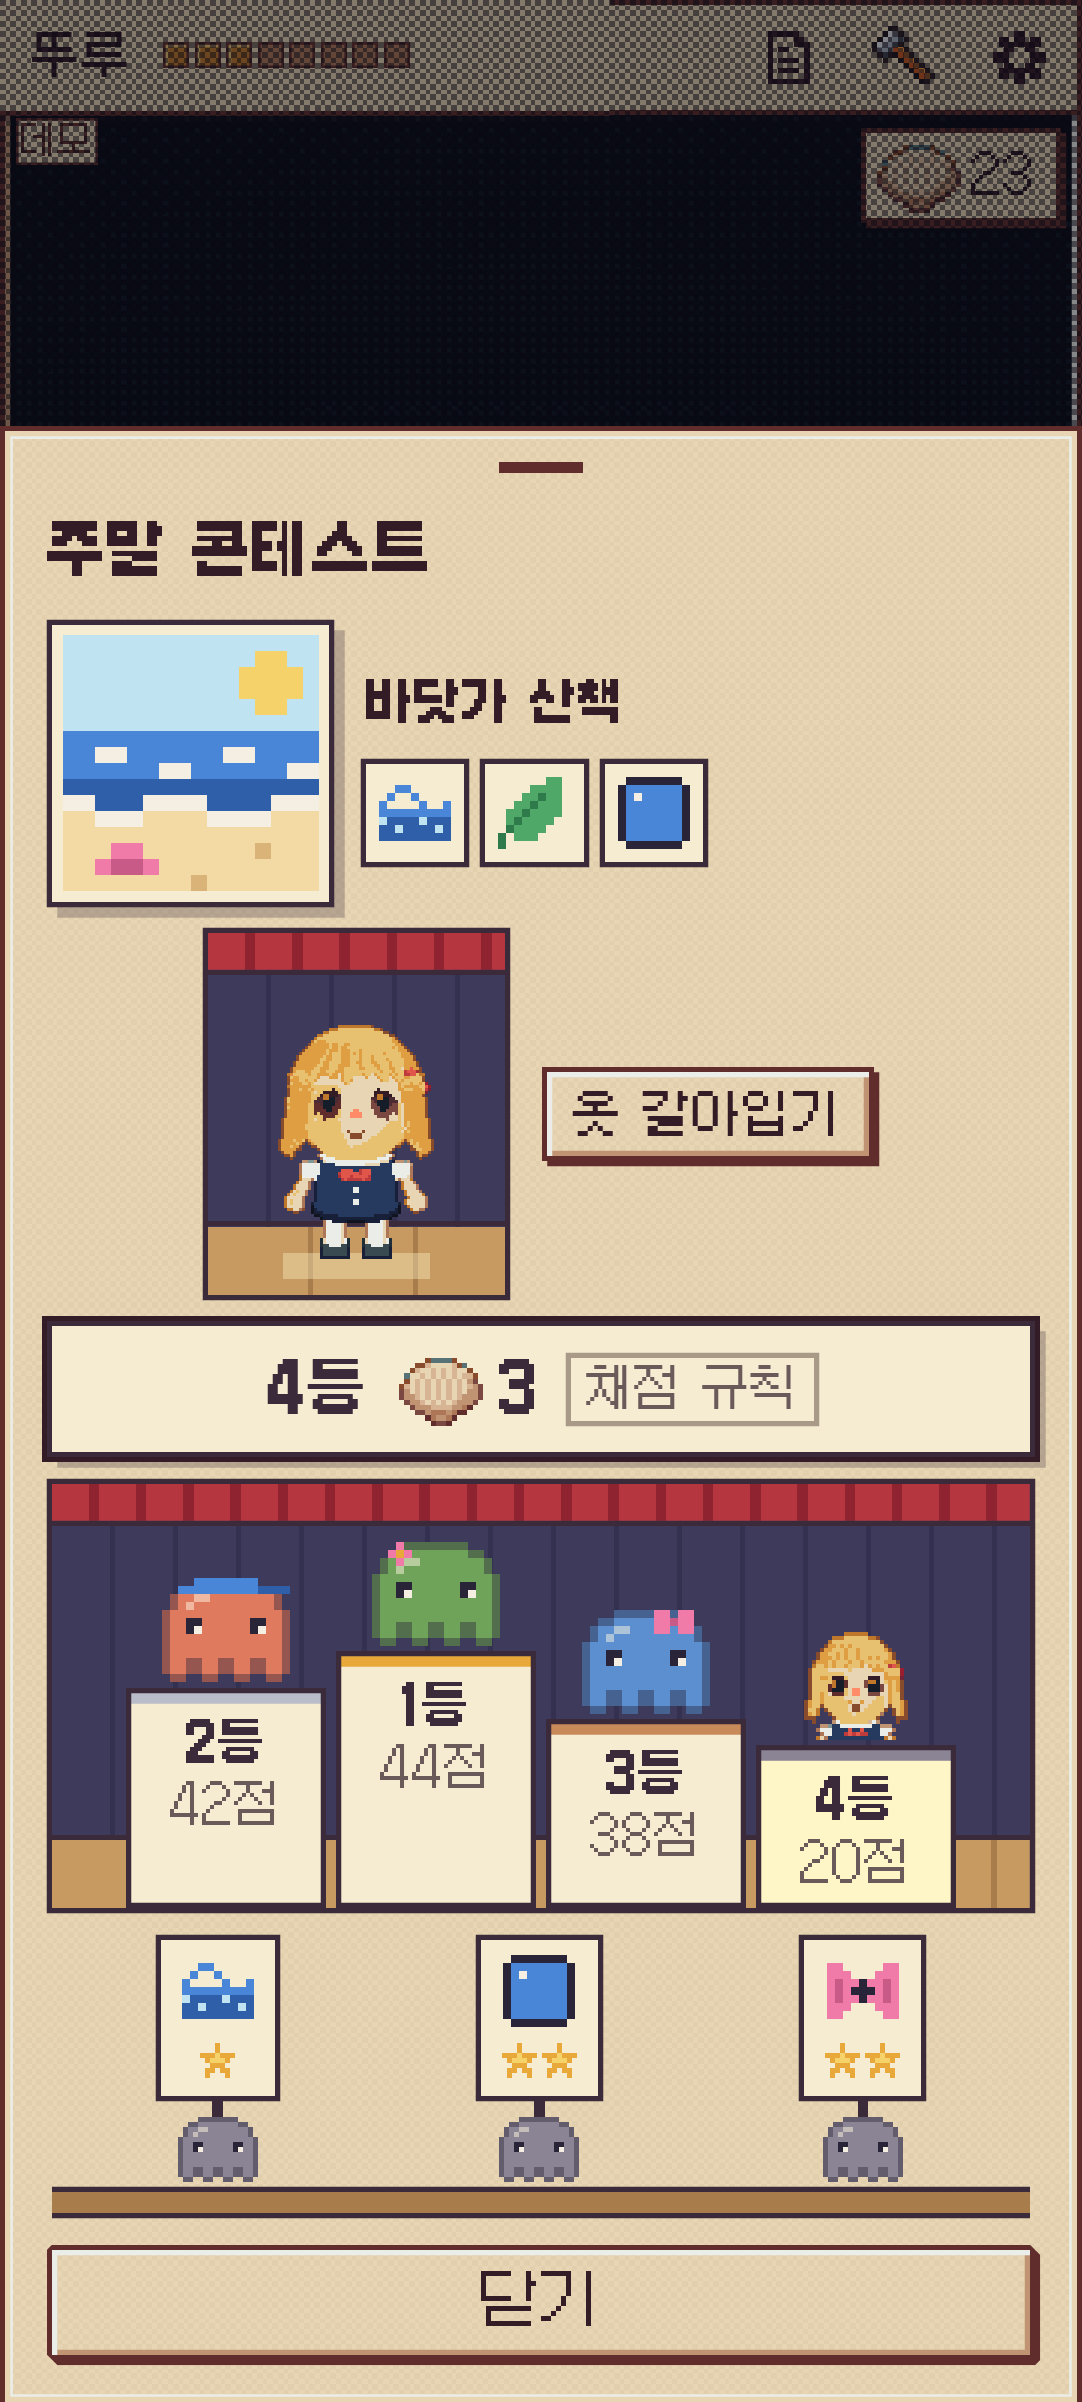 뚜루
데모
23
주말 콘테스트
바닷가 산책
옷 갈아입기
4등 3 채점 규칙
1등
44점
2등
42점
3등
38점
4등
20점
닫기